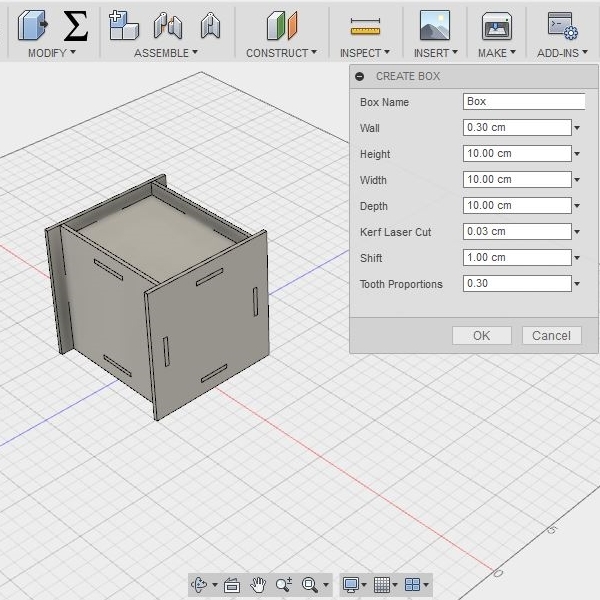 MODIFY ASSEMBLE CONSTRUCT INSPECT INSERT MAKE ADD-INS
CREATE BOX
Box Name Box
Wall 0.30 cm
Height 10.00 cm
Width 10.00 cm
Depth 10.00 cm
Kerf Laser Cut 0.03 cm
Shift 1.00 cm
Tooth Proportions 0.30
OK Cancel